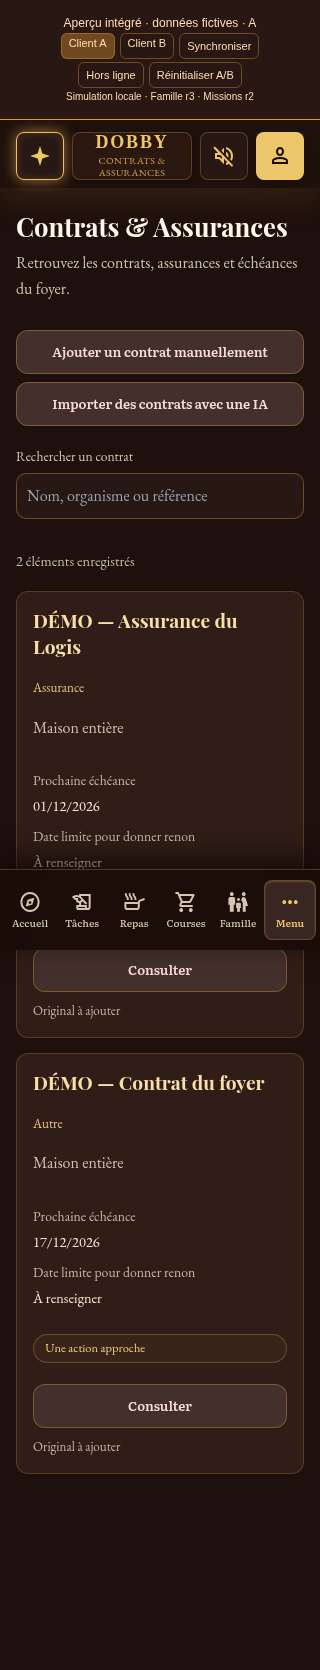 Aperçu intégré · données fictives · A
Client A
Client B
Synchroniser
Hors ligne
Réinitialiser A/B
Simulation locale · Famille r3 · Missions r2
DOBBY
CONTRATS &
ASSURANCES
Contrats & Assurances
Retrouvez les contrats, assurances et échéances
du foyer.
Ajouter un contrat manuellement
Importer des contrats avec une IA
Rechercher un contrat
Nom, organisme ou référence
2 éléments enregistrés
DÉMO — Assurance du
Logis
Assurance
Maison entière
Prochaine échéance
01/12/2026
Date limite pour donner renon
À renseigner
Accueil
Tâches
Repas
Courses
Famille
Menu
Consulter
Original à ajouter
DÉMO — Contrat du foyer
Autre
Maison entière
Prochaine échéance
17/12/2026
Date limite pour donner renon
À renseigner
Une action approche
Consulter
Original à ajouter